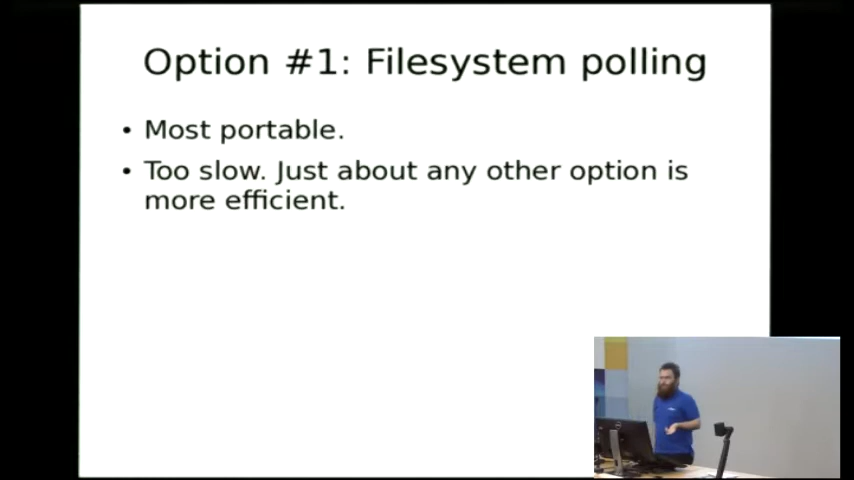 Option #1: Filesystem polling
• Most portable.
• Too slow. Just about any other option is
more efficient.